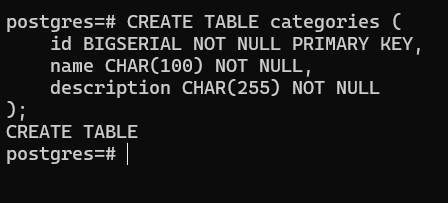 postgres=# CREATE TABLE categories (
    id BIGSERIAL NOT NULL PRIMARY KEY,
    name CHAR(100) NOT NULL,
    description CHAR(255) NOT NULL
);
CREATE TABLE
postgres=#